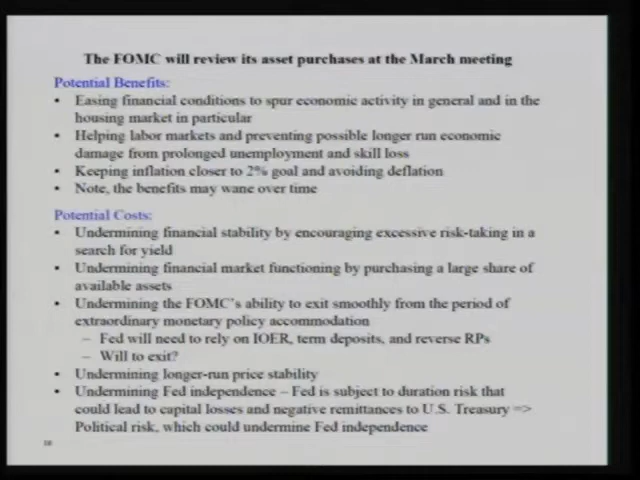 The FOMC will review its asset purchases at the March meeting
Potential Benefits:
• Easing financial conditions to spur economic activity in general and in the
housing market in particular
• Helping labor markets and preventing possible longer run economic
damage from prolonged unemployment and skill loss
• Keeping inflation closer to 2% goal and avoiding deflation
• Note, the benefits may wane over time
Potential Costs:
• Undermining financial stability by encouraging excessive risk-taking in a
search for yield
• Undermining financial market functioning by purchasing a large share of
available assets
• Undermining the FOMC's ability to exit smoothly from the period of
extraordinary monetary policy accommodation
– Fed will need to rely on IOER, term deposits, and reverse RPs
– Will to exit?
• Undermining longer-run price stability
• Undermining Fed independence – Fed is subject to duration risk that
could lead to capital losses and negative remittances to U.S. Treasury =>
Political risk, which could undermine Fed independence